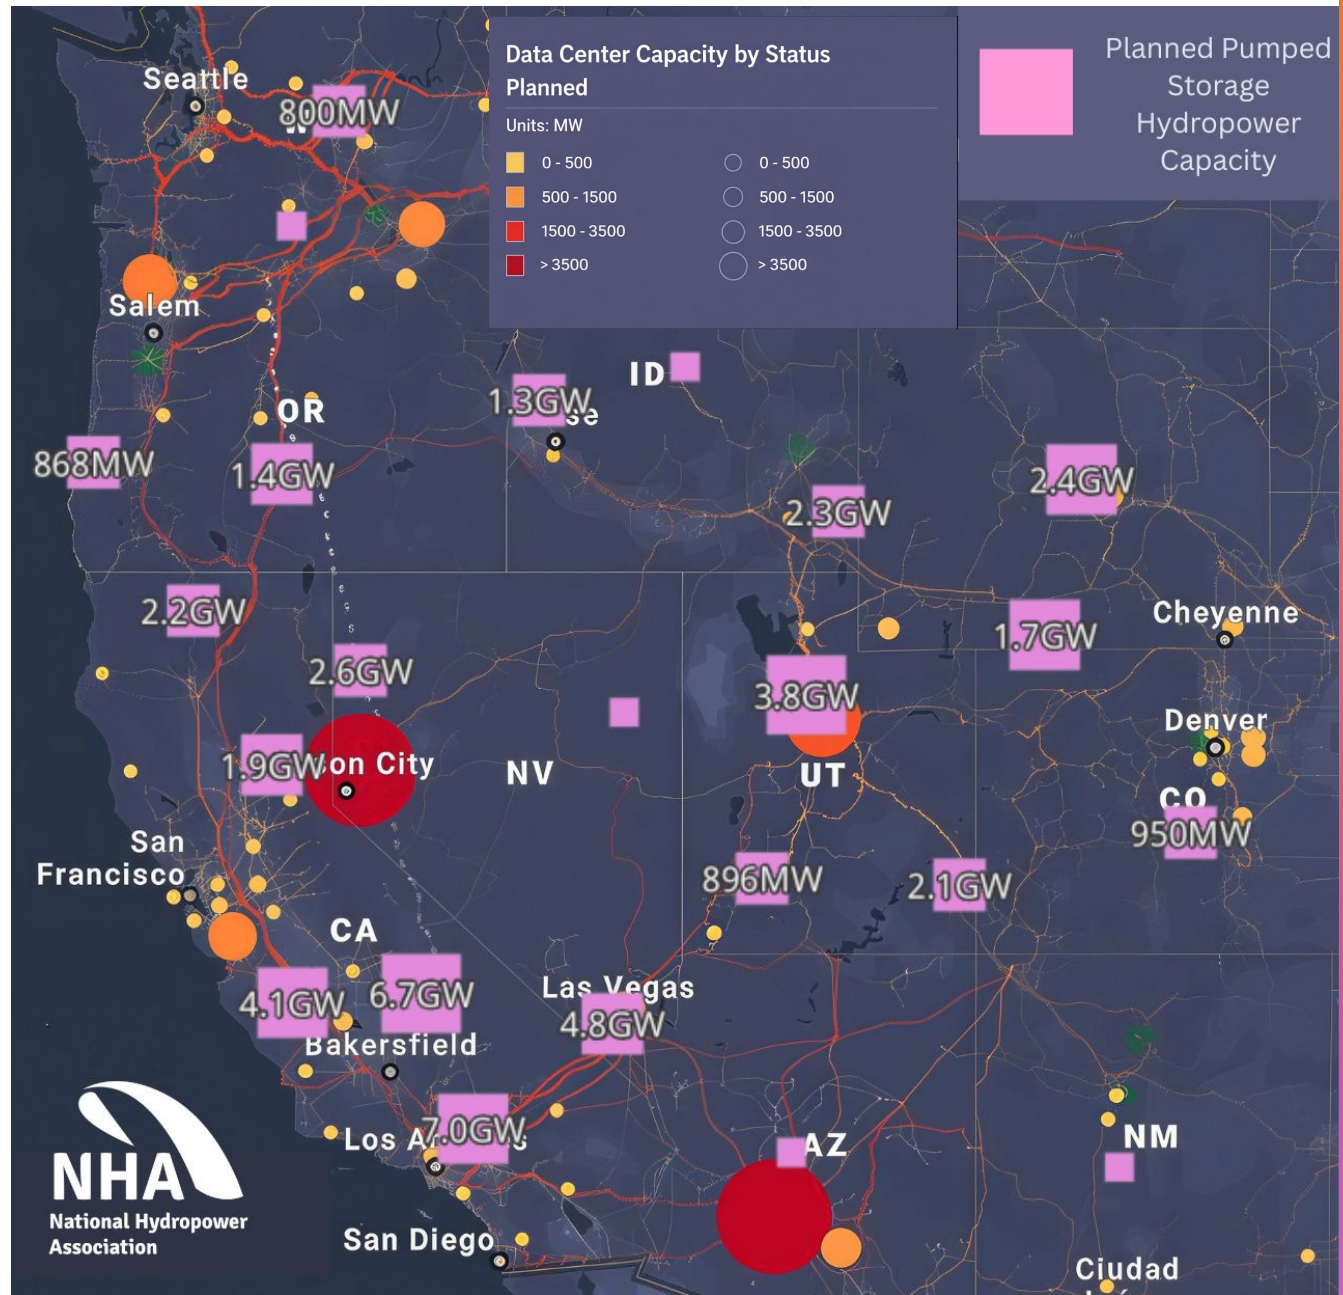 Data Center Capacity by Status
Planned
Units: MW
0 - 500
500 - 1500
1500 - 3500
> 3500
0 - 500
500 - 1500
1500 - 3500
> 3500
Planned Pumped
Storage
Hydropower
Capacity
Seattle
800MW
Salem
ID
1.3GW
OR
868MW
1.4GW
2.4GW
2.3GW
2.2GW
Cheyenne
1.7GW
2.6GW
3.8GW
Denver
1.9GW
on City
NV
UT
CO
950MW
San
Francisco
896MW
2.1GW
CA
Las Vegas
4.1GW
6.7GW
4.8GW
Bakersfield
7.0GW
Los
AZ
NM
San Diego
Ciudad
NHA
National Hydropower
Association